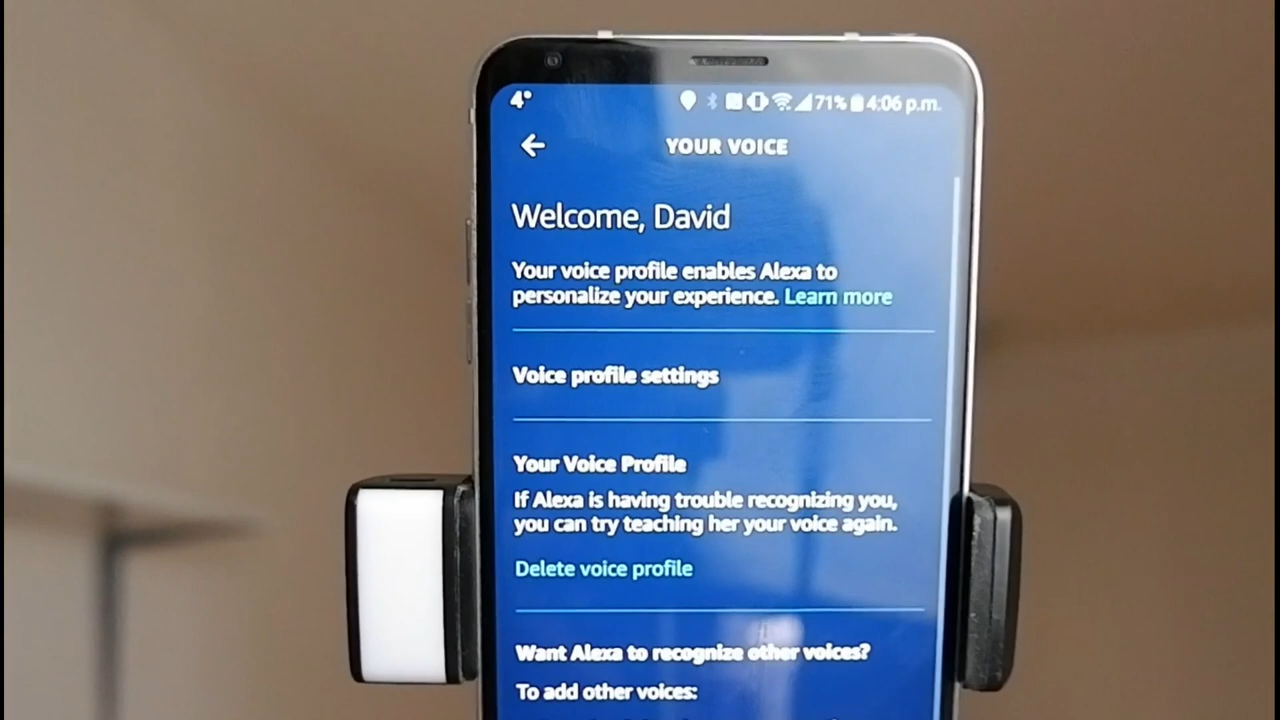 4° 71% 4:06 p.m.
YOUR VOICE
Welcome, David
Your voice profile enables Alexa to
personalize your experience. Learn more
Voice profile settings
Your Voice Profile
If Alexa is having trouble recognizing you,
you can try teaching her your voice again.
Delete voice profile
Want Alexa to recognize other voices?
To add other voices: